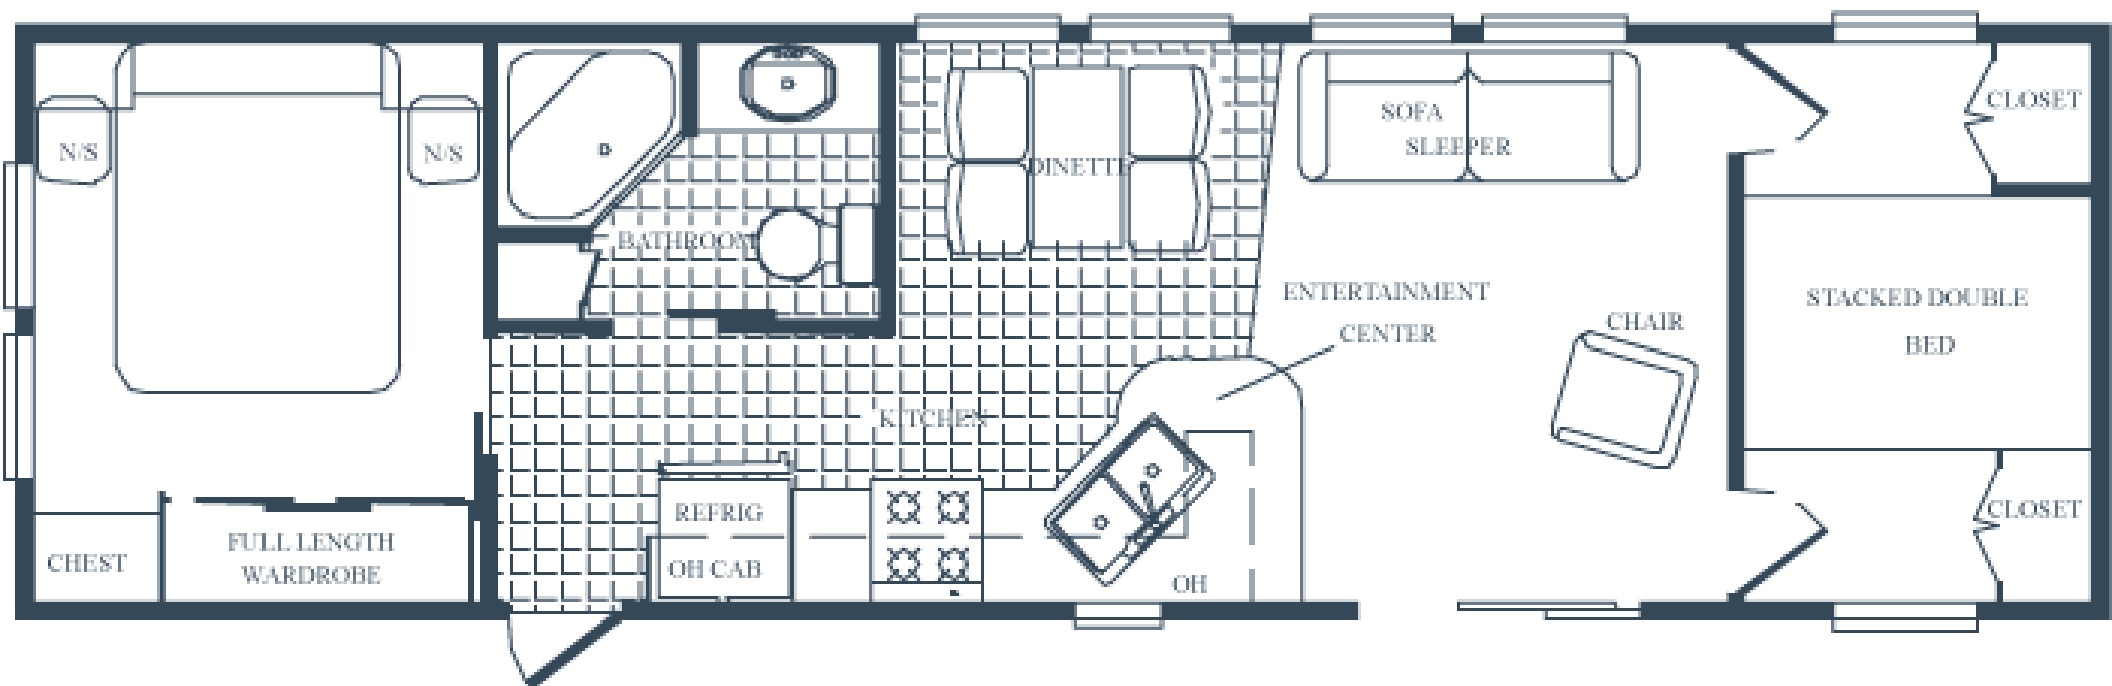 N/S
N/S
CHEST
FULL LENGTH
WARDROBE
BATHROOM
DINETTE
KITCHEN
REFRIG
OH CAB
OH
ENTERTAINMENT
CENTER
SOFA
SLEEPER
CHAIR
CLOSET
STACKED DOUBLE
BED
CLOSET